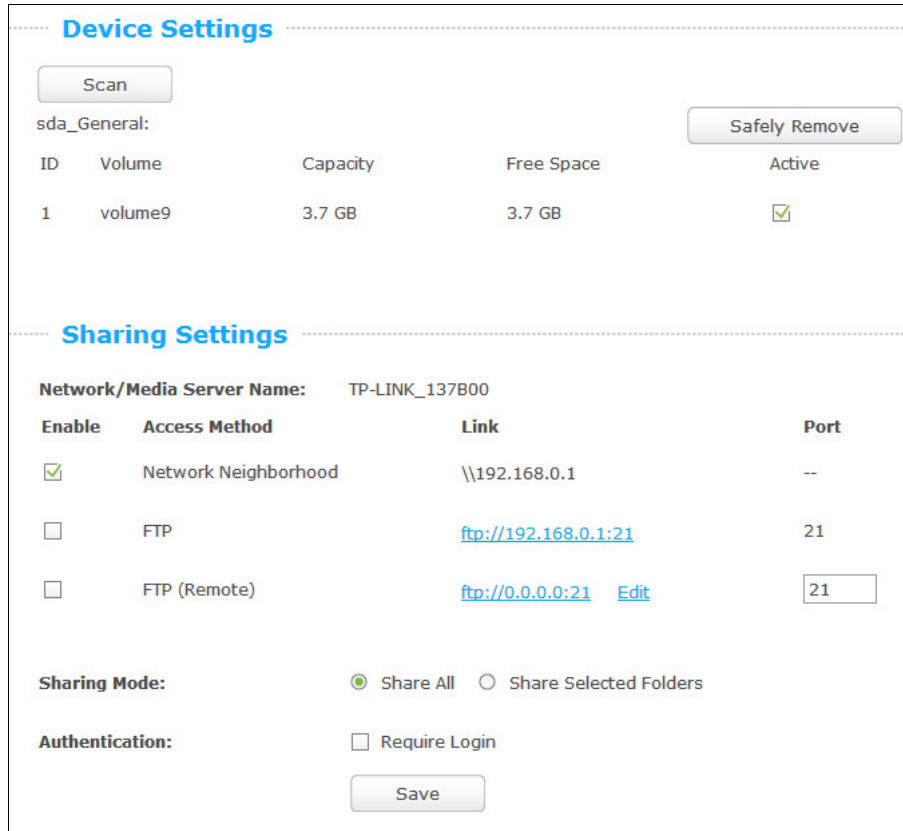 Device Settings
Scan
sda_General:
Safely Remove
ID Volume Capacity Free Space Active
1 volume9 3.7 GB 3.7 GB
Sharing Settings
Network/Media Server Name: TP-LINK_137B00
Enable Access Method Link Port
Network Neighborhood \\192.168.0.1 --
FTP ftp://192.168.0.1:21 21
FTP (Remote) ftp://0.0.0.0:21 Edit 21
Sharing Mode: Share All Share Selected Folders
Authentication: Require Login
Save